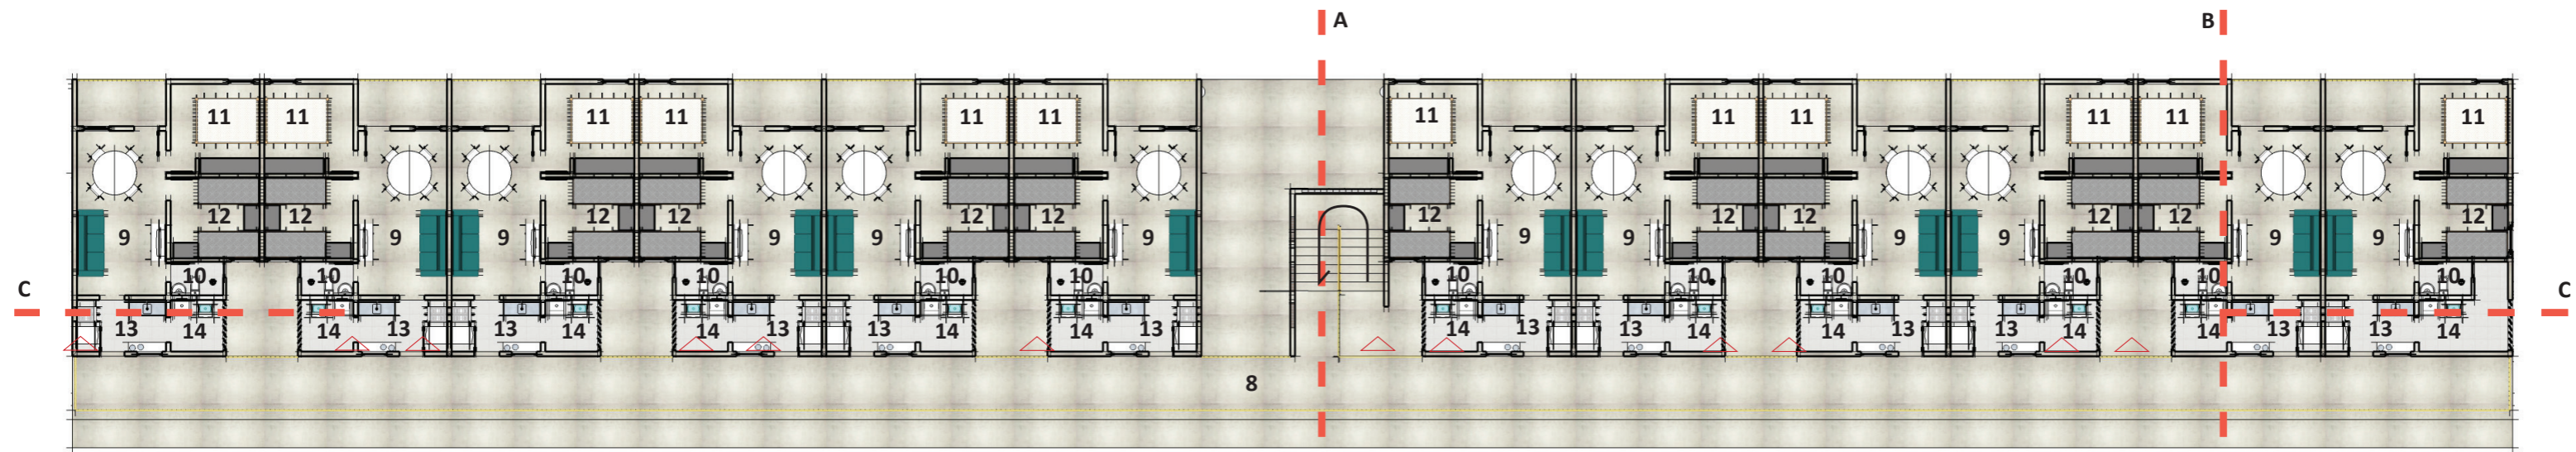 A B
11 11 11 11 11 11 11 11 11 11 11 11
12 12 12 12 12 12 12 12 12 12 12 12
9 9 9 9 9 9 9 9 9 9 9 9
10 10 10 10 10 10 10 10 10 10 10 10
C C
13 14 14 13 13 14 14 13 13 14 14 13 14 13 13 14 14 13 13 14 14 13 13 14
8